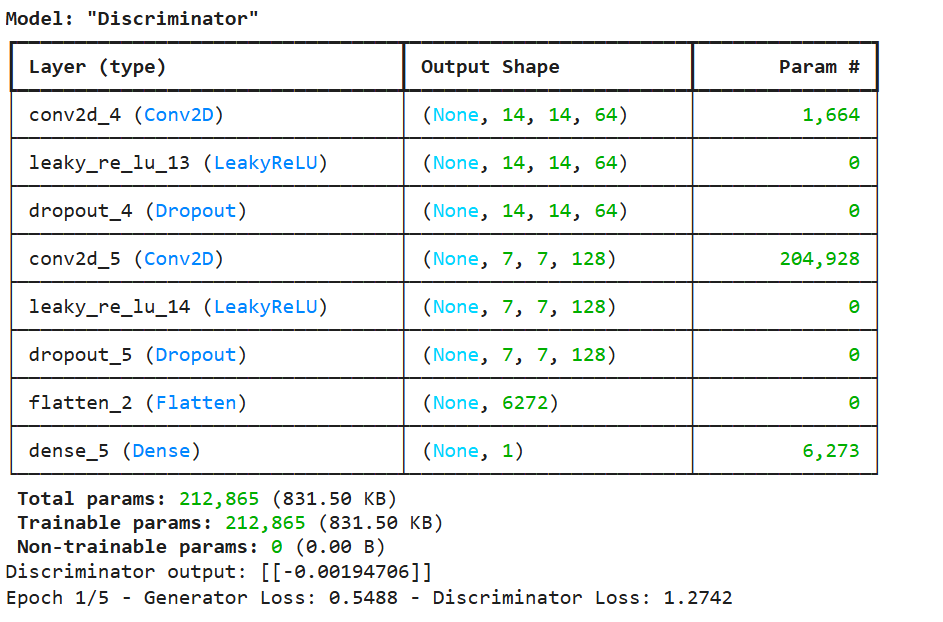 Model: "Discriminator"
Layer (type) Output Shape Param #
conv2d_4 (Conv2D) (None, 14, 14, 64) 1,664
leaky_re_lu_13 (LeakyReLU) (None, 14, 14, 64) 0
dropout_4 (Dropout) (None, 14, 14, 64) 0
conv2d_5 (Conv2D) (None, 7, 7, 128) 204,928
leaky_re_lu_14 (LeakyReLU) (None, 7, 7, 128) 0
dropout_5 (Dropout) (None, 7, 7, 128) 0
flatten_2 (Flatten) (None, 6272) 0
dense_5 (Dense) (None, 1) 6,273
Total params: 212,865 (831.50 KB)
Trainable params: 212,865 (831.50 KB)
Non-trainable params: 0 (0.00 B)
Discriminator output: [[-0.00194706]]
Epoch 1/5 - Generator Loss: 0.5488 - Discriminator Loss: 1.2742